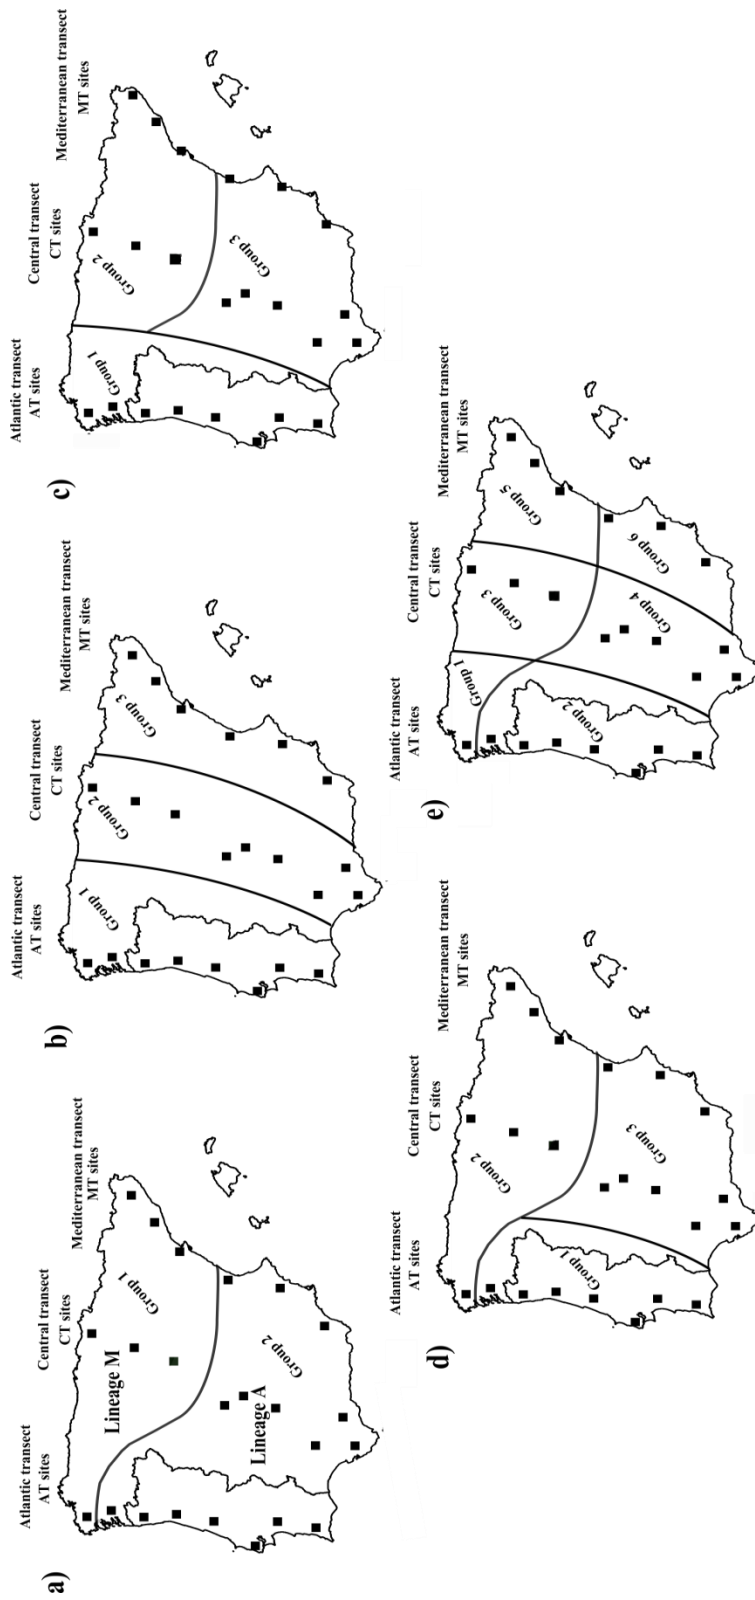 a)
Atlantic transect
AT sites
Central transect
CT sites
Mediterranean transect
MT sites
Lineage M
Group 1
Lineage A
Group 2
b)
Atlantic transect
AT sites
Central transect
CT sites
Mediterranean transect
MT sites
Group 1
Group 2
Group 3
c)
Atlantic transect
AT sites
Central transect
CT sites
Mediterranean transect
MT sites
Group 1
Group 2
Group 3
d)
Atlantic transect
AT sites
Central transect
CT sites
Mediterranean transect
MT sites
Group 1
Group 2
Group 3
e)
Atlantic transect
AT sites
Central transect
CT sites
Mediterranean transect
MT sites
Group 1
Group 2
Group 3
Group 4
Group 5
Group 6